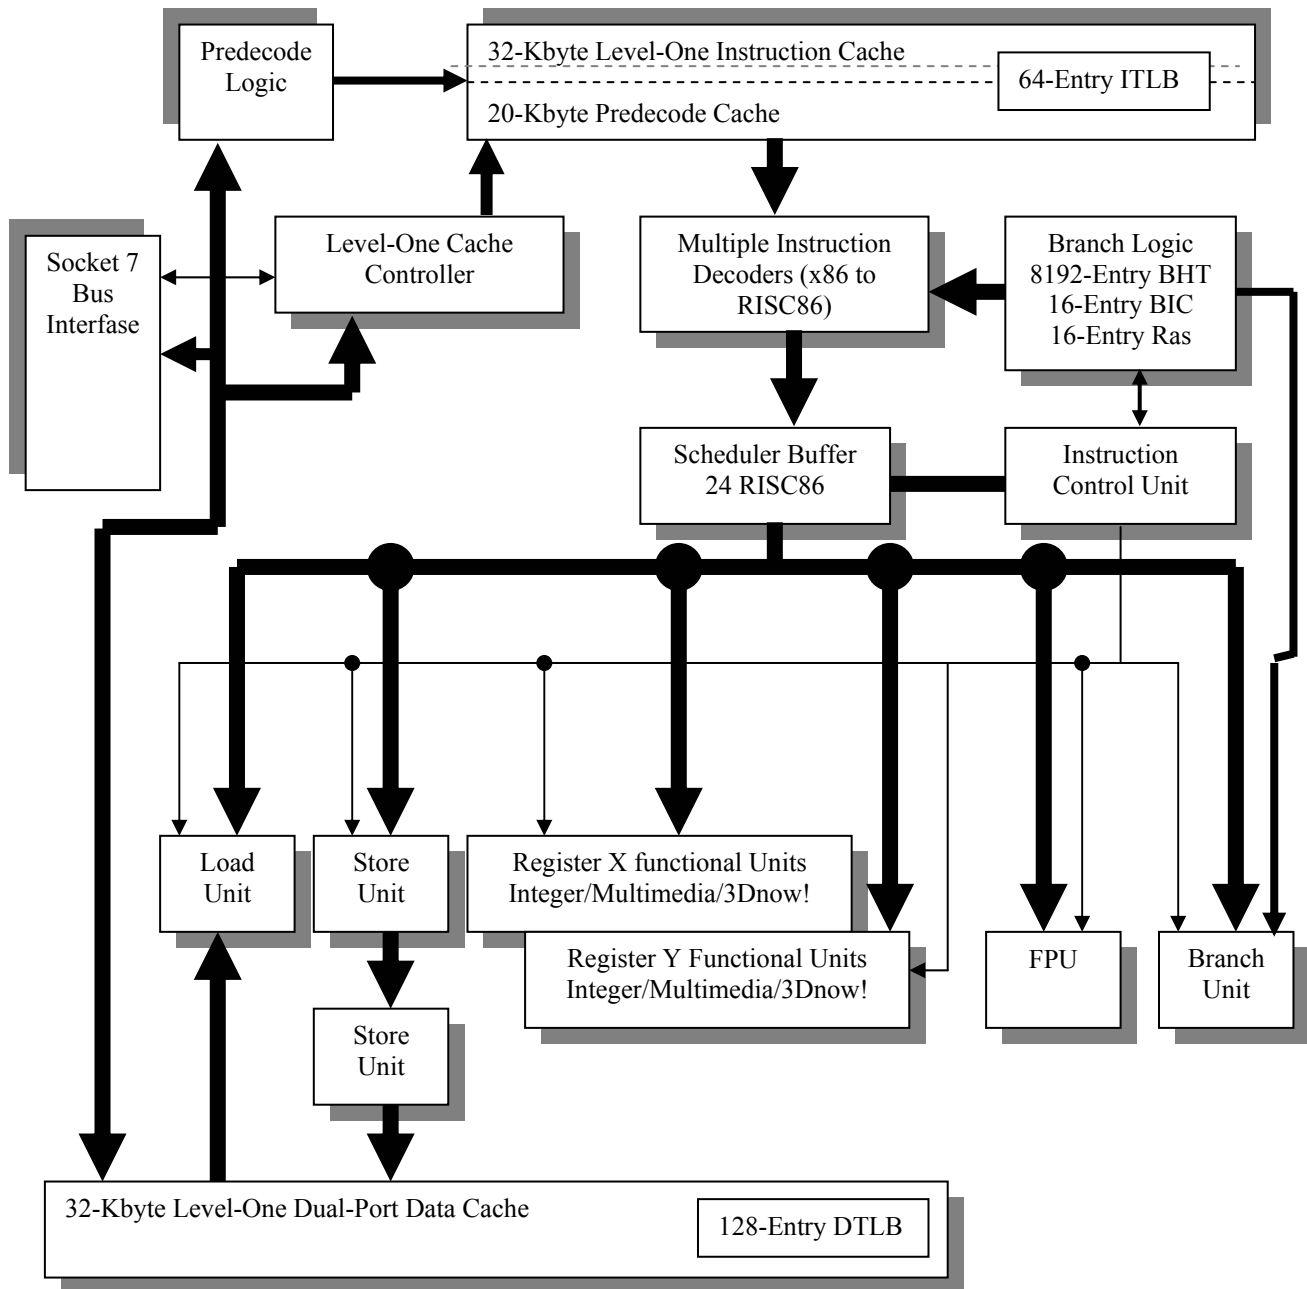 Predecode
Logic
32-Kbyte Level-One Instruction Cache
64-Entry ITLB
20-Kbyte Predecode Cache
Socket 7
Bus
Interfase
Level-One Cache
Controller
Multiple Instruction
Decoders (x86 to
RISC86)
Branch Logic
8192-Entry BHT
16-Entry BIC
16-Entry Ras
Scheduler Buffer
24 RISC86
Instruction
Control Unit
Load
Unit
Store
Unit
Register X functional Units
Integer/Multimedia/3Dnow!
Register Y Functional Units
Integer/Multimedia/3Dnow!
FPU
Branch
Unit
Store
Unit
32-Kbyte Level-One Dual-Port Data Cache
128-Entry DTLB